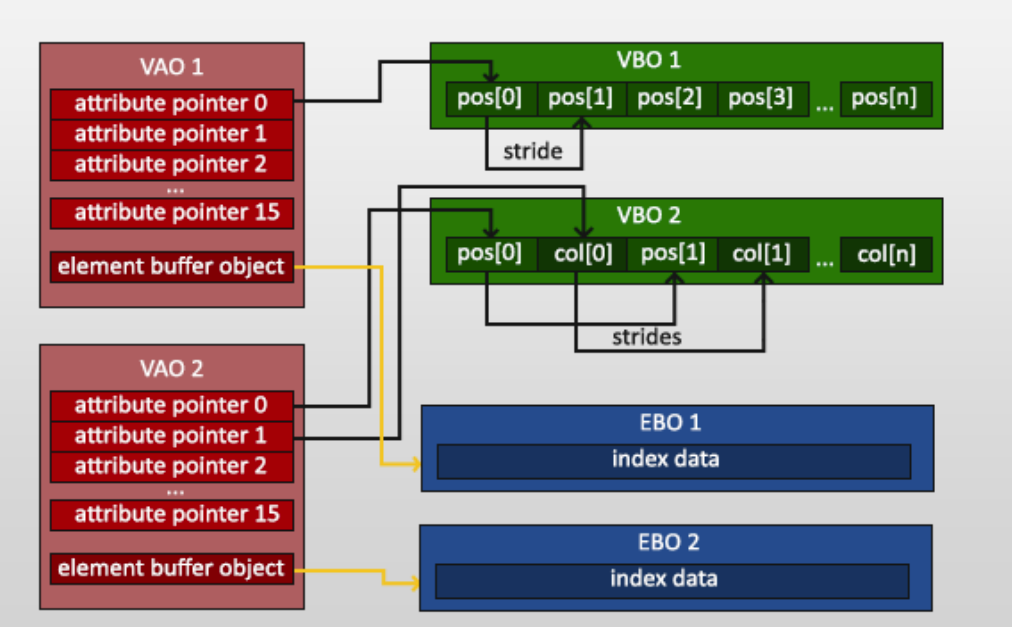 VAO 1
attribute pointer 0
attribute pointer 1
attribute pointer 2
...
attribute pointer 15
element buffer object
VAO 2
attribute pointer 0
attribute pointer 1
attribute pointer 2
...
attribute pointer 15
element buffer object
VBO 1
pos[0] pos[1] pos[2] pos[3] ... pos[n]
stride
VBO 2
pos[0] col[0] pos[1] col[1] ... col[n]
strides
EBO 1
index data
EBO 2
index data